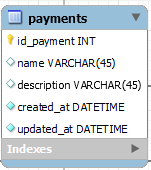 payments
id_payment INT
name VARCHAR(45)
description VARCHAR(45)
created_at DATETIME
updated_at DATETIME
Indexes